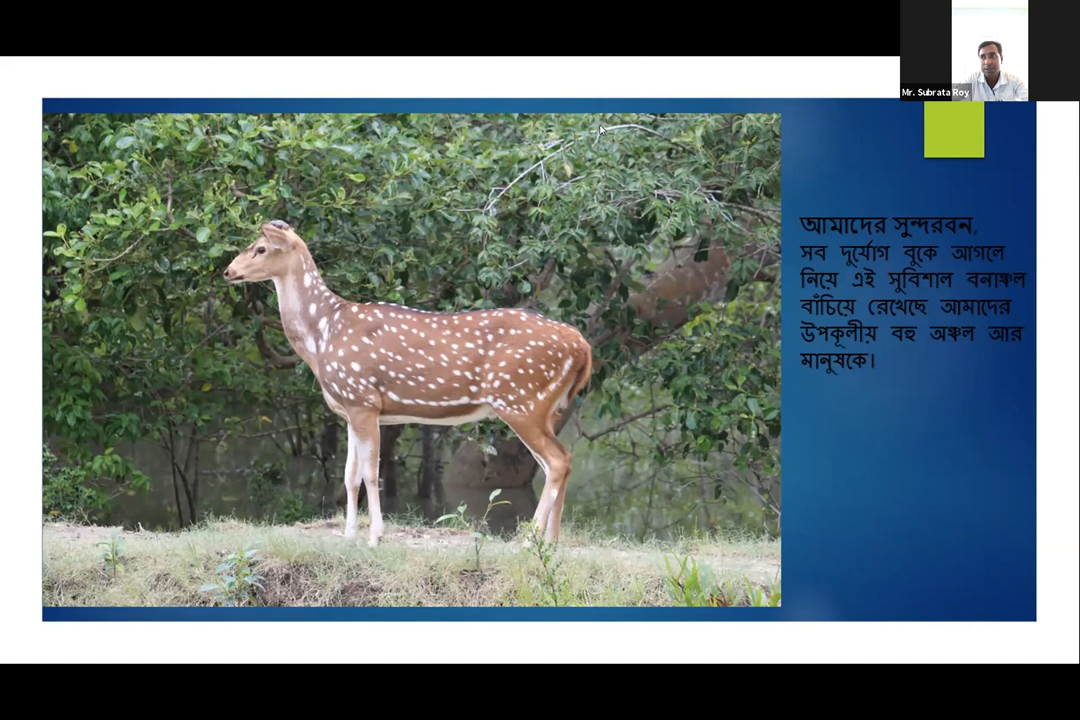 Mr. Subrata Roy
আমাদের সুন্দরবন,
সব দুর্যোগ বুকে আগলে
নিয়ে এই সুবিশাল বনাঞ্চল
বাঁচিয়ে রেখেছে আমাদের
উপকূলীয় বহু অঞ্চল আর
মানুষকে।